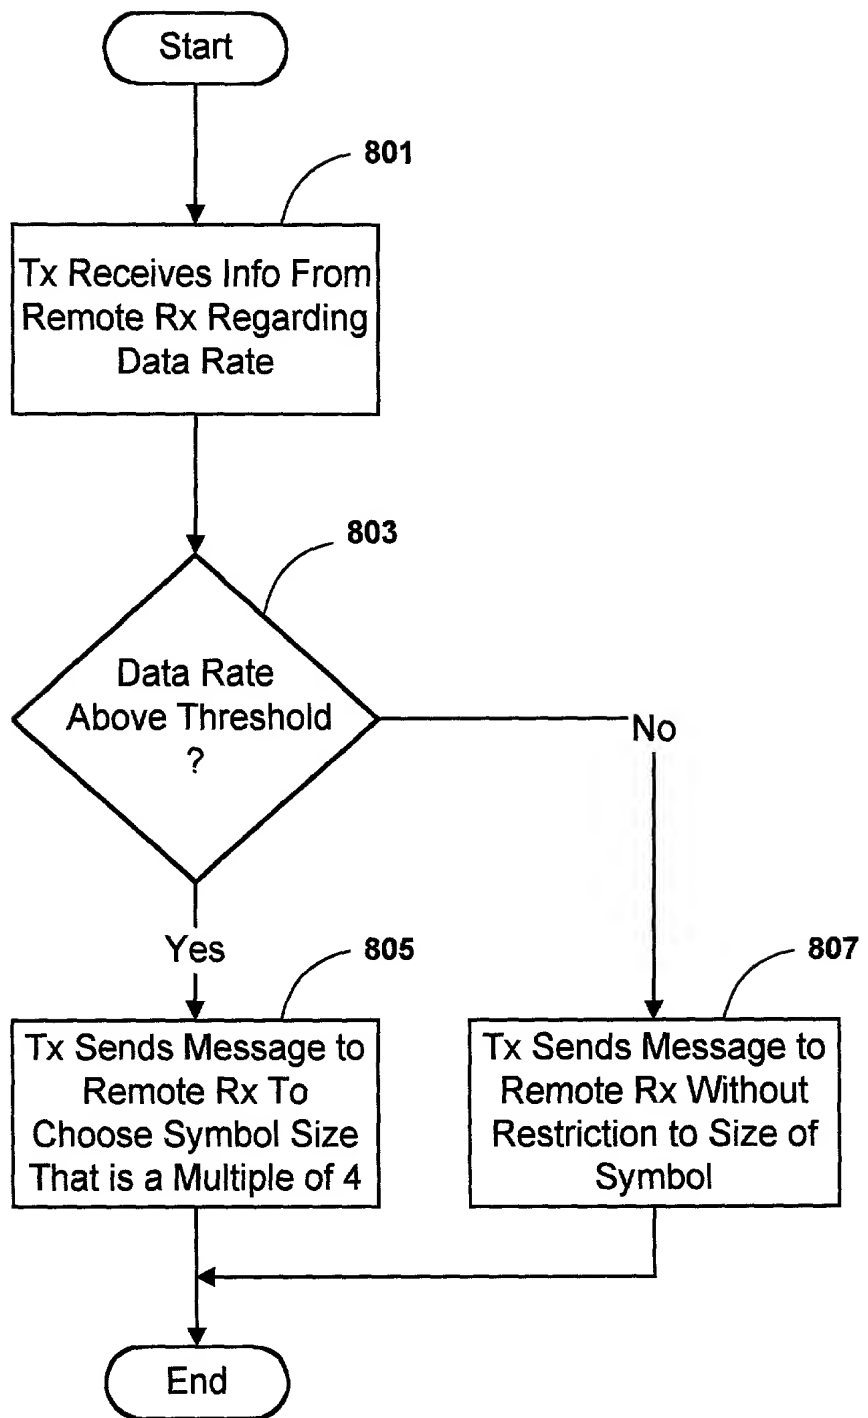 Start
801
Tx Receives Info From
Remote Rx Regarding
Data Rate
803
Data Rate
Above Threshold
?
No
Yes
805
807
Tx Sends Message to
Remote Rx To
Choose Symbol Size
That is a Multiple of 4
Tx Sends Message to
Remote Rx Without
Restriction to Size of
Symbol
End